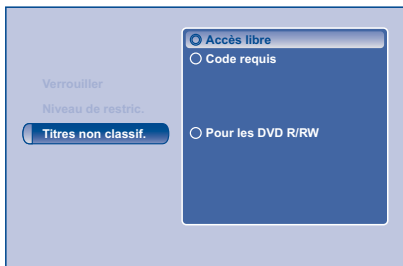 Accès libre
Code requis
Verrouiller
Niveau de restric.
Titres non classif.
Pour les DVD R/RW